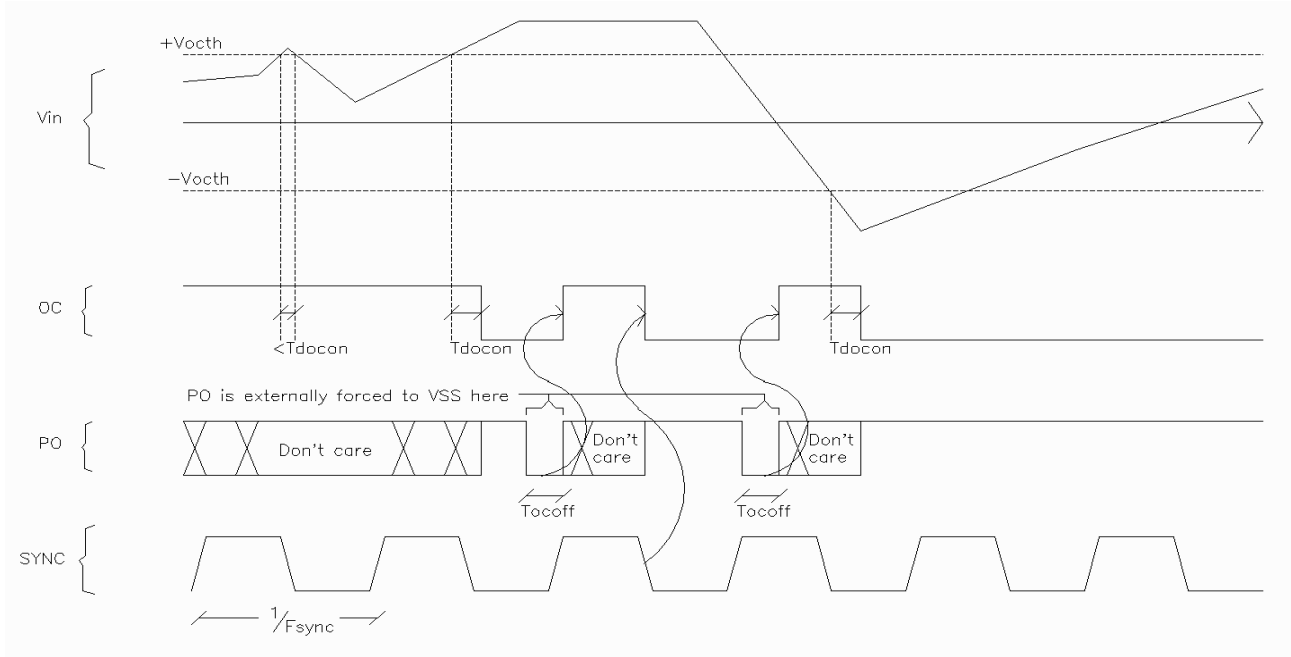 +Vocth
Vin
−Vocth
OC
<Tdocan
Tdocon
Tdocon
PO is externally forced to VSS here
PO
Don't care
Don't
care
Don't
care
Tocoff
Tocoff
SYNC
1/Fsync